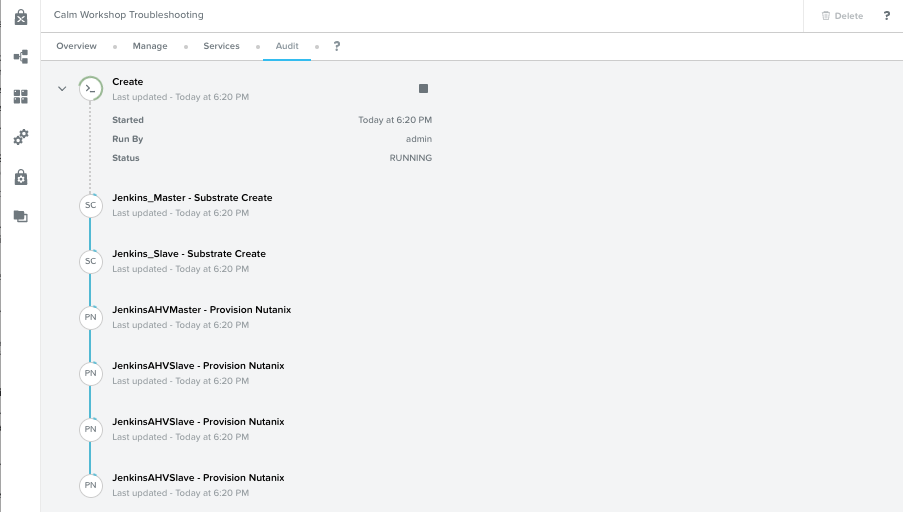 Calm Workshop Troubleshooting
Delete ?
Overview Manage Services Audit ?
Create
Last updated - Today at 6:20 PM
Started Today at 6:20 PM
Run By admin
Status RUNNING
SC Jenkins_Master - Substrate Create
Last updated - Today at 6:20 PM
SC Jenkins_Slave - Substrate Create
Last updated - Today at 6:20 PM
PN JenkinsAHVMaster - Provision Nutanix
Last updated - Today at 6:20 PM
PN JenkinsAHVSlave - Provision Nutanix
Last updated - Today at 6:20 PM
PN JenkinsAHVSlave - Provision Nutanix
Last updated - Today at 6:20 PM
PN JenkinsAHVSlave - Provision Nutanix
Last updated - Today at 6:20 PM